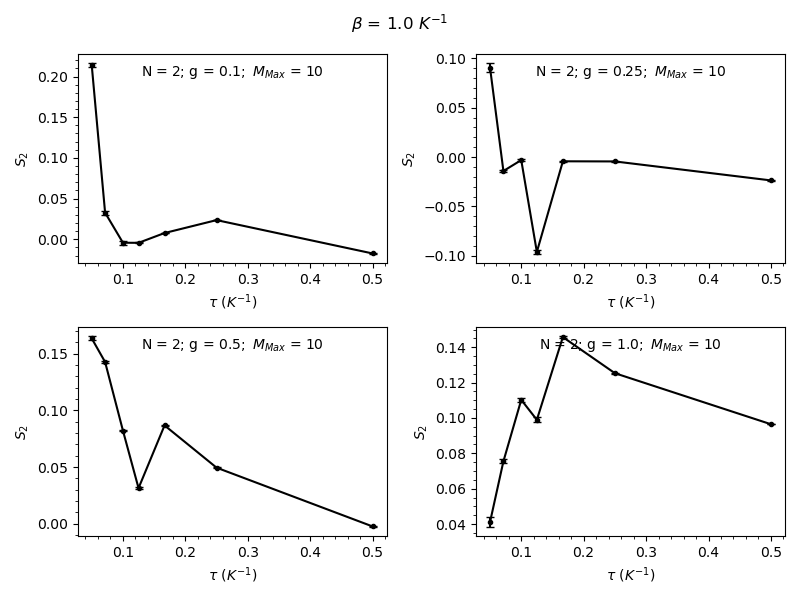 β = 1.0 K⁻¹
N = 2; g = 0.1; M_Max = 10
S₂
0.20
0.15
0.10
0.05
0.00
0.1 0.2 0.3 0.4 0.5
τ (K⁻¹)
N = 2; g = 0.25; M_Max = 10
S₂
0.10
0.05
0.00
−0.05
−0.10
0.1 0.2 0.3 0.4 0.5
τ (K⁻¹)
N = 2; g = 0.5; M_Max = 10
S₂
0.15
0.10
0.05
0.00
0.1 0.2 0.3 0.4 0.5
τ (K⁻¹)
N = 2; g = 1.0; M_Max = 10
S₂
0.14
0.12
0.10
0.08
0.06
0.04
0.1 0.2 0.3 0.4 0.5
τ (K⁻¹)